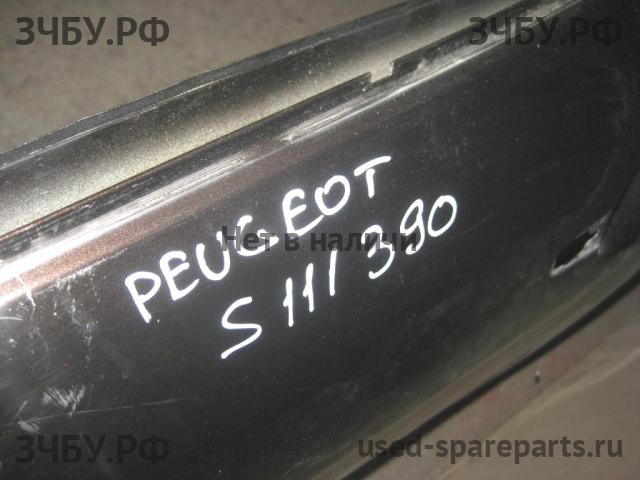 ЗЧБУ.РФ ЗЧБУ.РФ
PEUGEOT
Нет в наличии
S 111/390
ЗЧБУ.РФ used-spareparts.ru